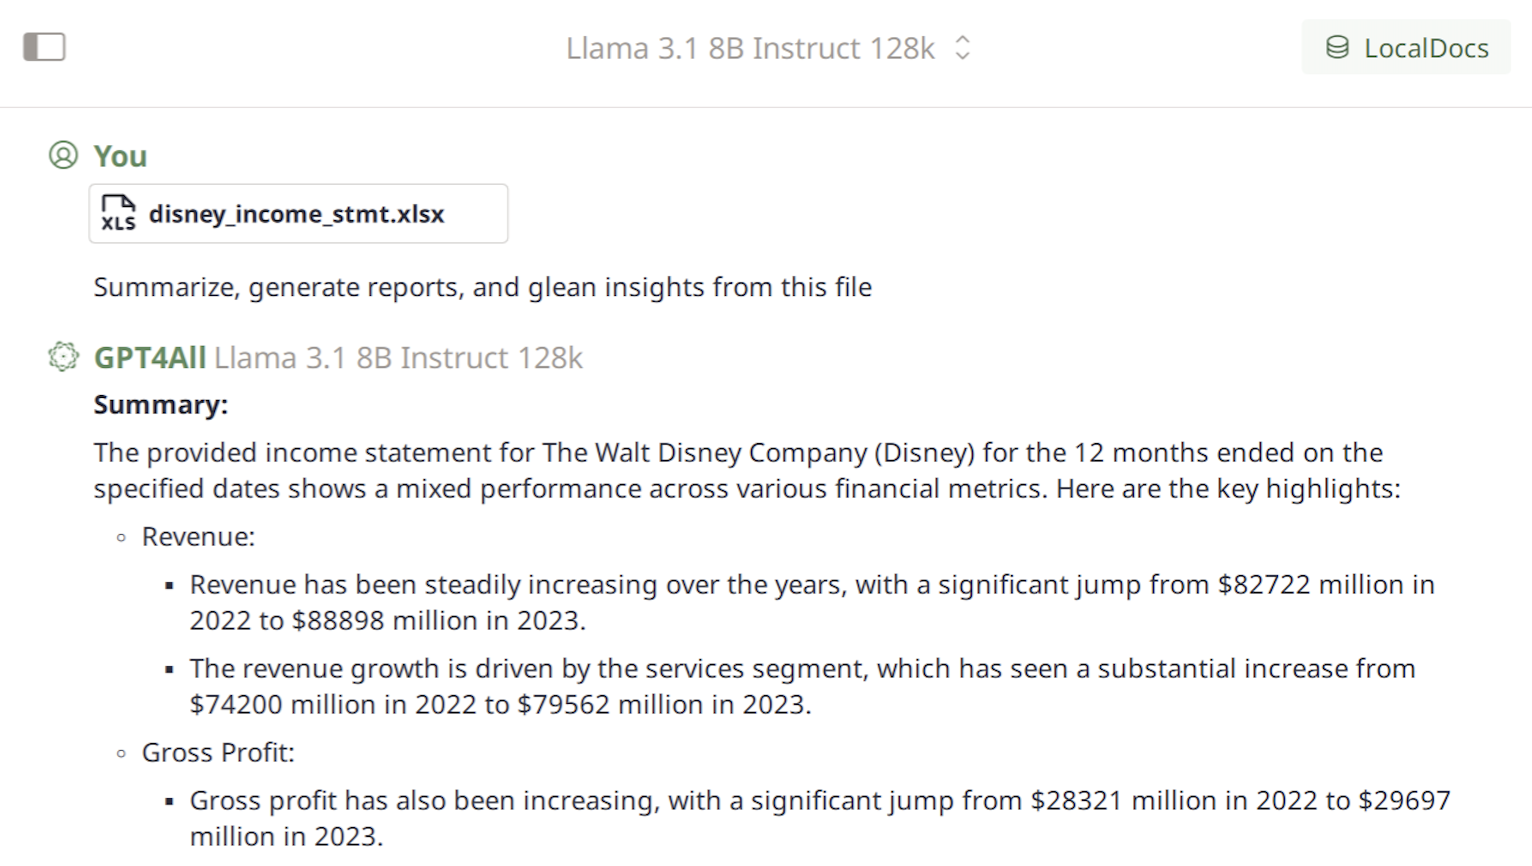 Llama 3.1 8B Instruct 128k
LocalDocs
You
XLS disney_income_stmt.xlsx
Summarize, generate reports, and glean insights from this file
GPT4All Llama 3.1 8B Instruct 128k
Summary:
The provided income statement for The Walt Disney Company (Disney) for the 12 months ended on the
specified dates shows a mixed performance across various financial metrics. Here are the key highlights:
◦ Revenue:
▪ Revenue has been steadily increasing over the years, with a significant jump from $82722 million in
2022 to $88898 million in 2023.
▪ The revenue growth is driven by the services segment, which has seen a substantial increase from
$74200 million in 2022 to $79562 million in 2023.
◦ Gross Profit:
▪ Gross profit has also been increasing, with a significant jump from $28321 million in 2022 to $29697
million in 2023.